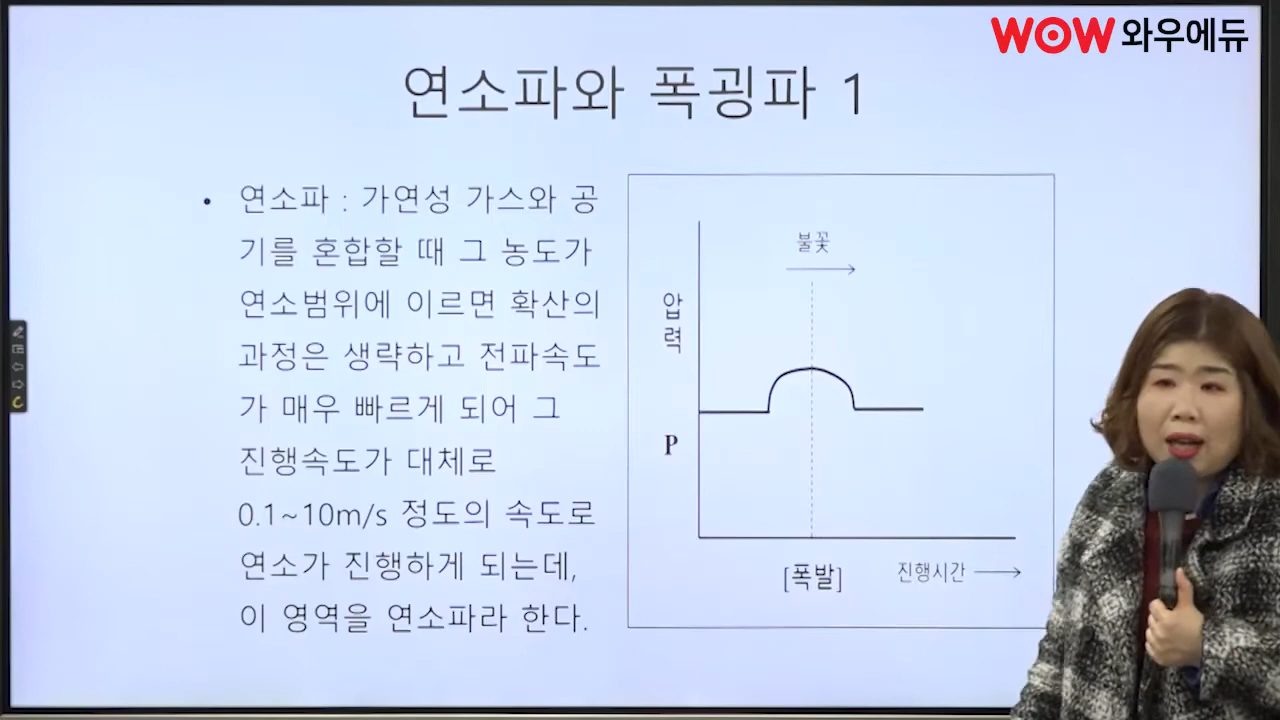 WOW 와우에듀
연소파와 폭굉파 1
• 연소파 : 가연성 가스와 공
기를 혼합할 때 그 농도가
연소범위에 이르면 확산의
과정은 생략하고 전파속도
가 매우 빠르게 되어 그
진행속도가 대체로
0.1~10m/s 정도의 속도로
연소가 진행하게 되는데,
이 영역을 연소파라 한다.
불꽃
압력
P
[폭발]
진행시간